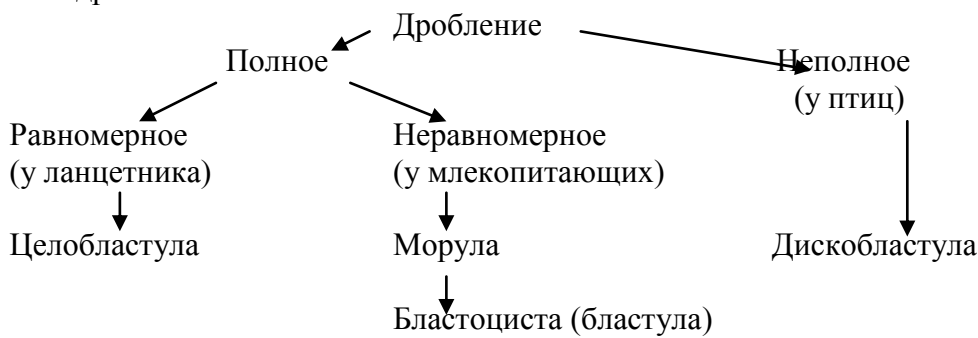 Дробление
Полное
Неполное
(у птиц)
Равномерное
(у ланцетника)
Неравномерное
(у млекопитающих)
Целобластула
Морула
Дискобластула
Бластоциста (бластула)